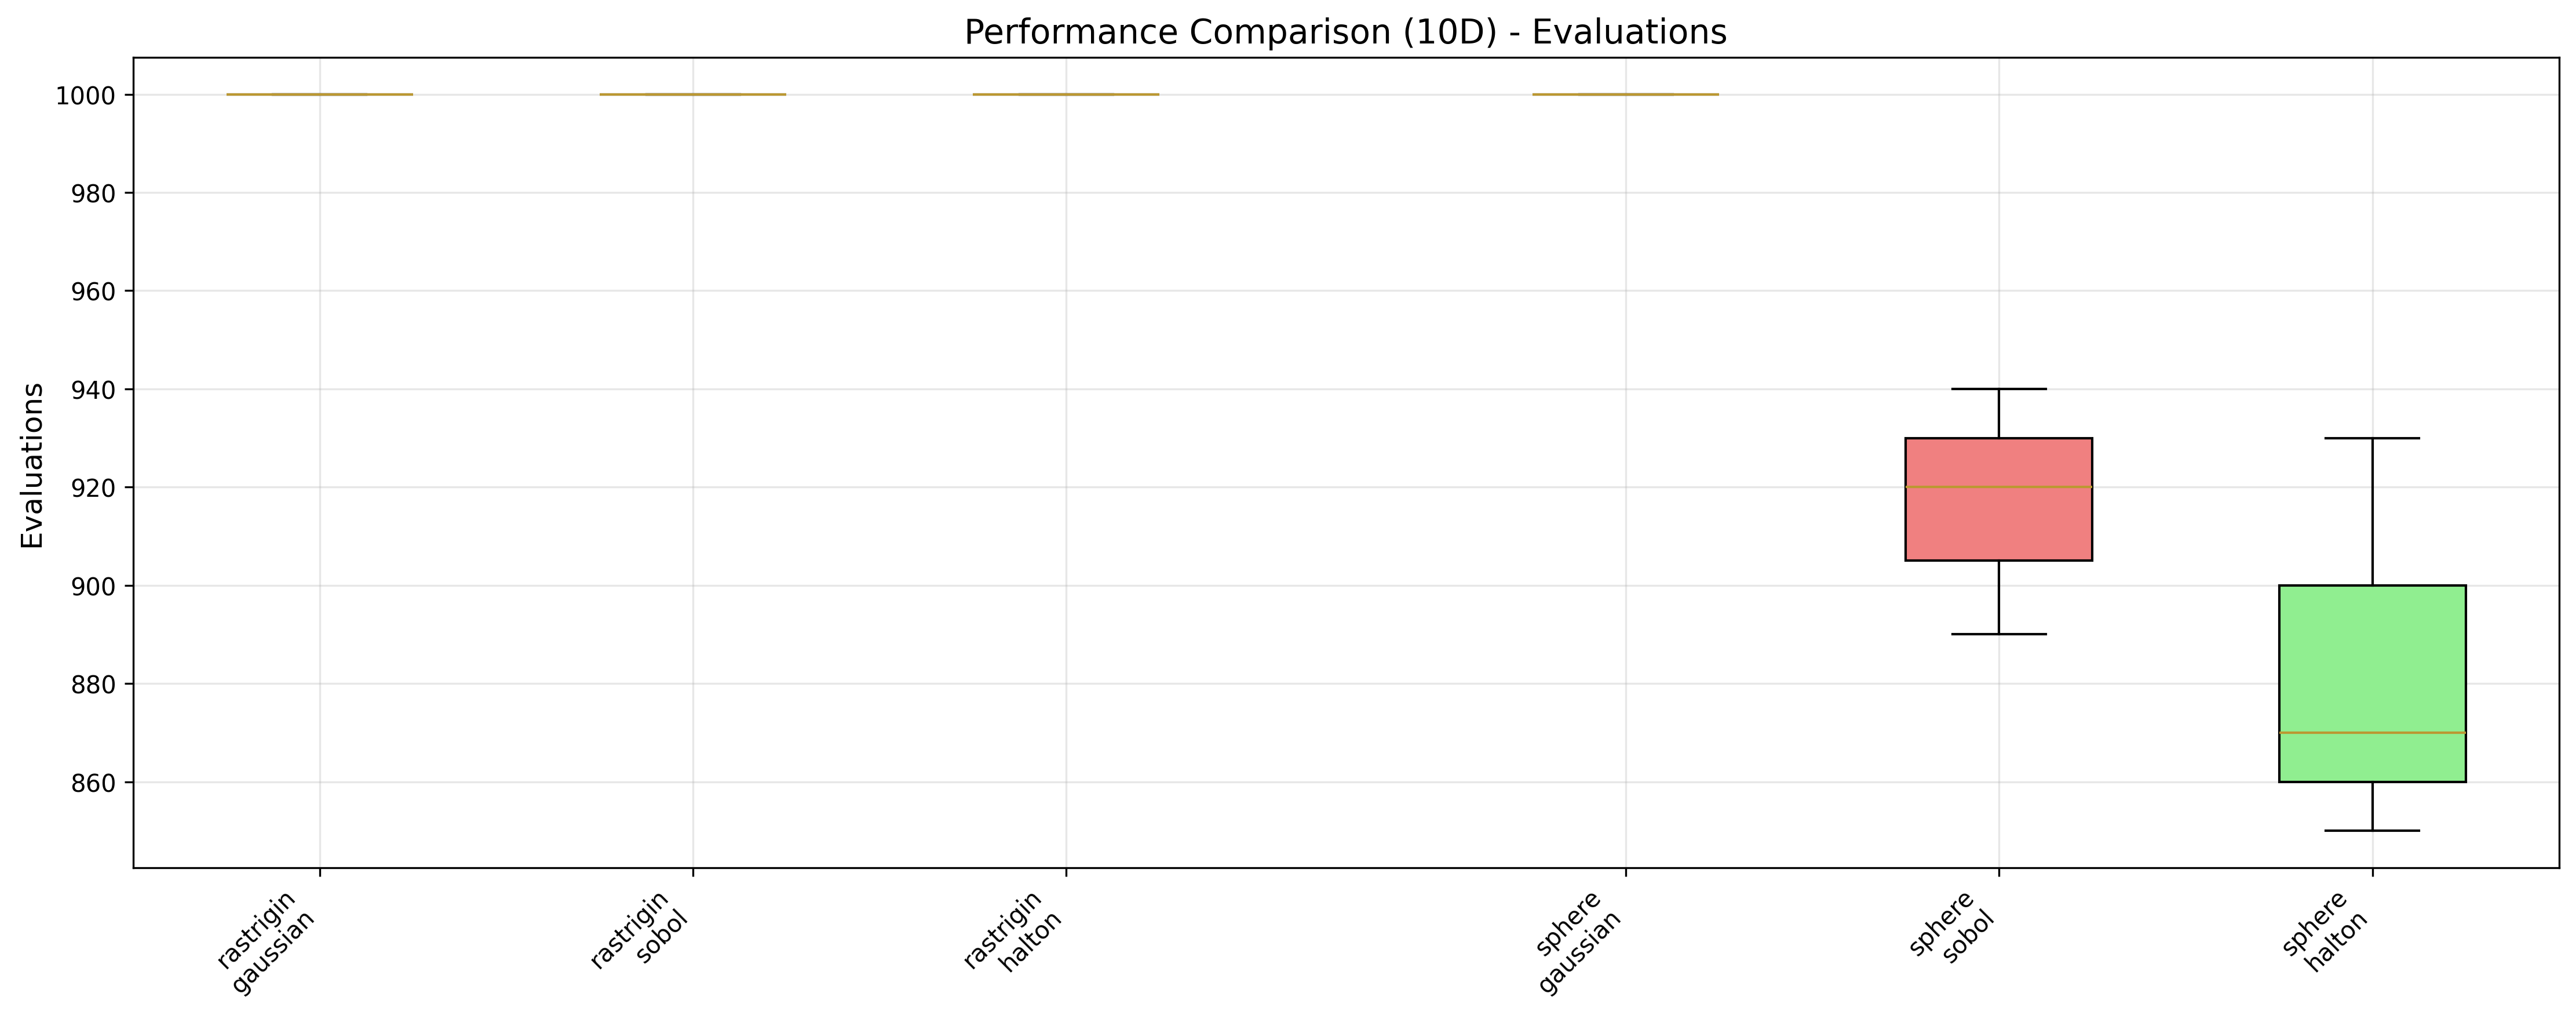 Performance Comparison (10D) - Evaluations
Evaluations
1000
980
960
940
920
900
880
860
rastrigin
gaussian
rastrigin
sobol
rastrigin
halton
sphere
gaussian
sphere
sobol
sphere
halton